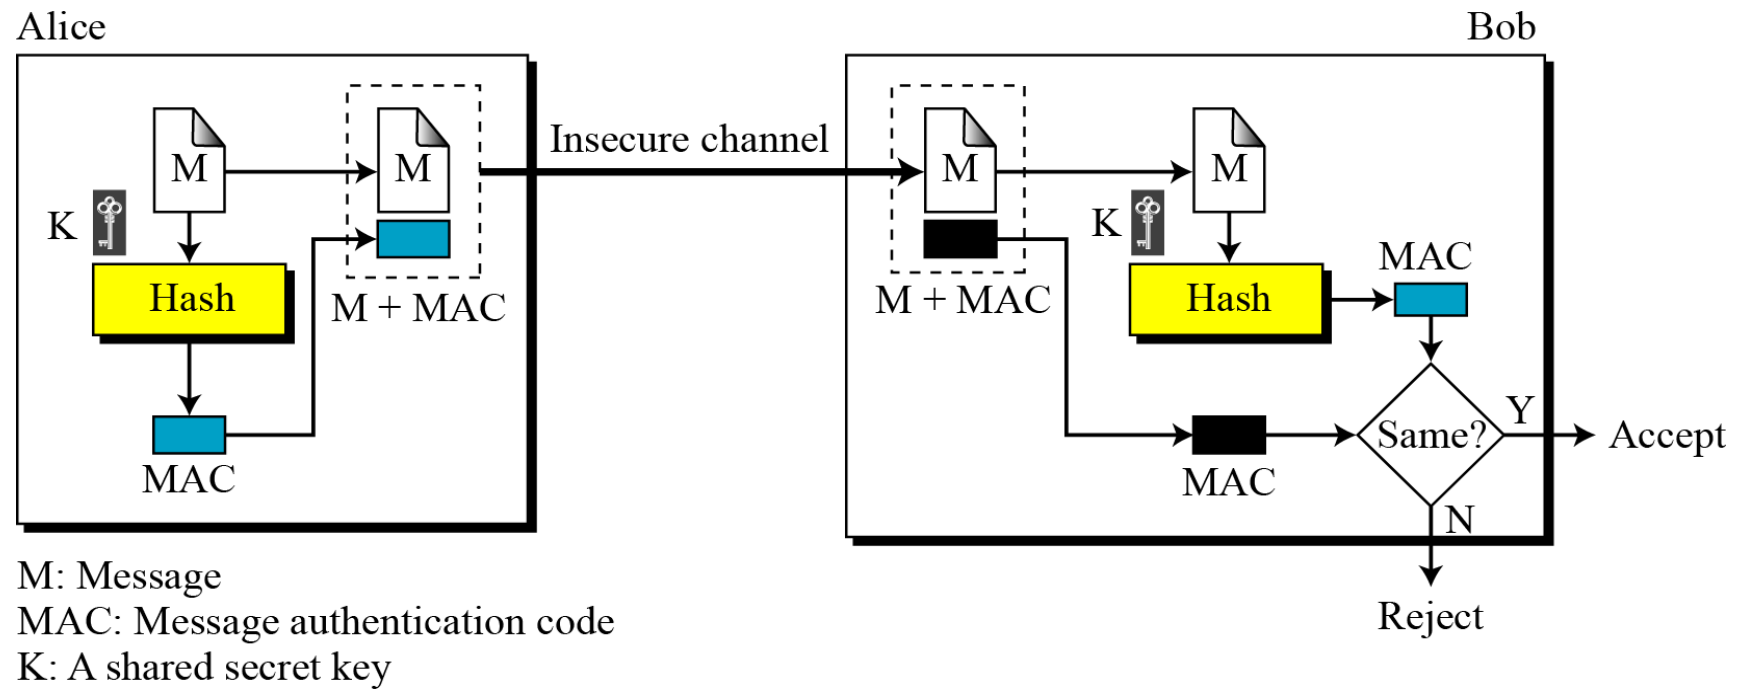 Alice
Bob
Insecure channel
M
M
M
M
K
K
Hash
M + MAC
M + MAC
Hash
MAC
MAC
MAC
Same?
Y
Accept
N
Reject
M: Message
MAC: Message authentication code
K: A shared secret key